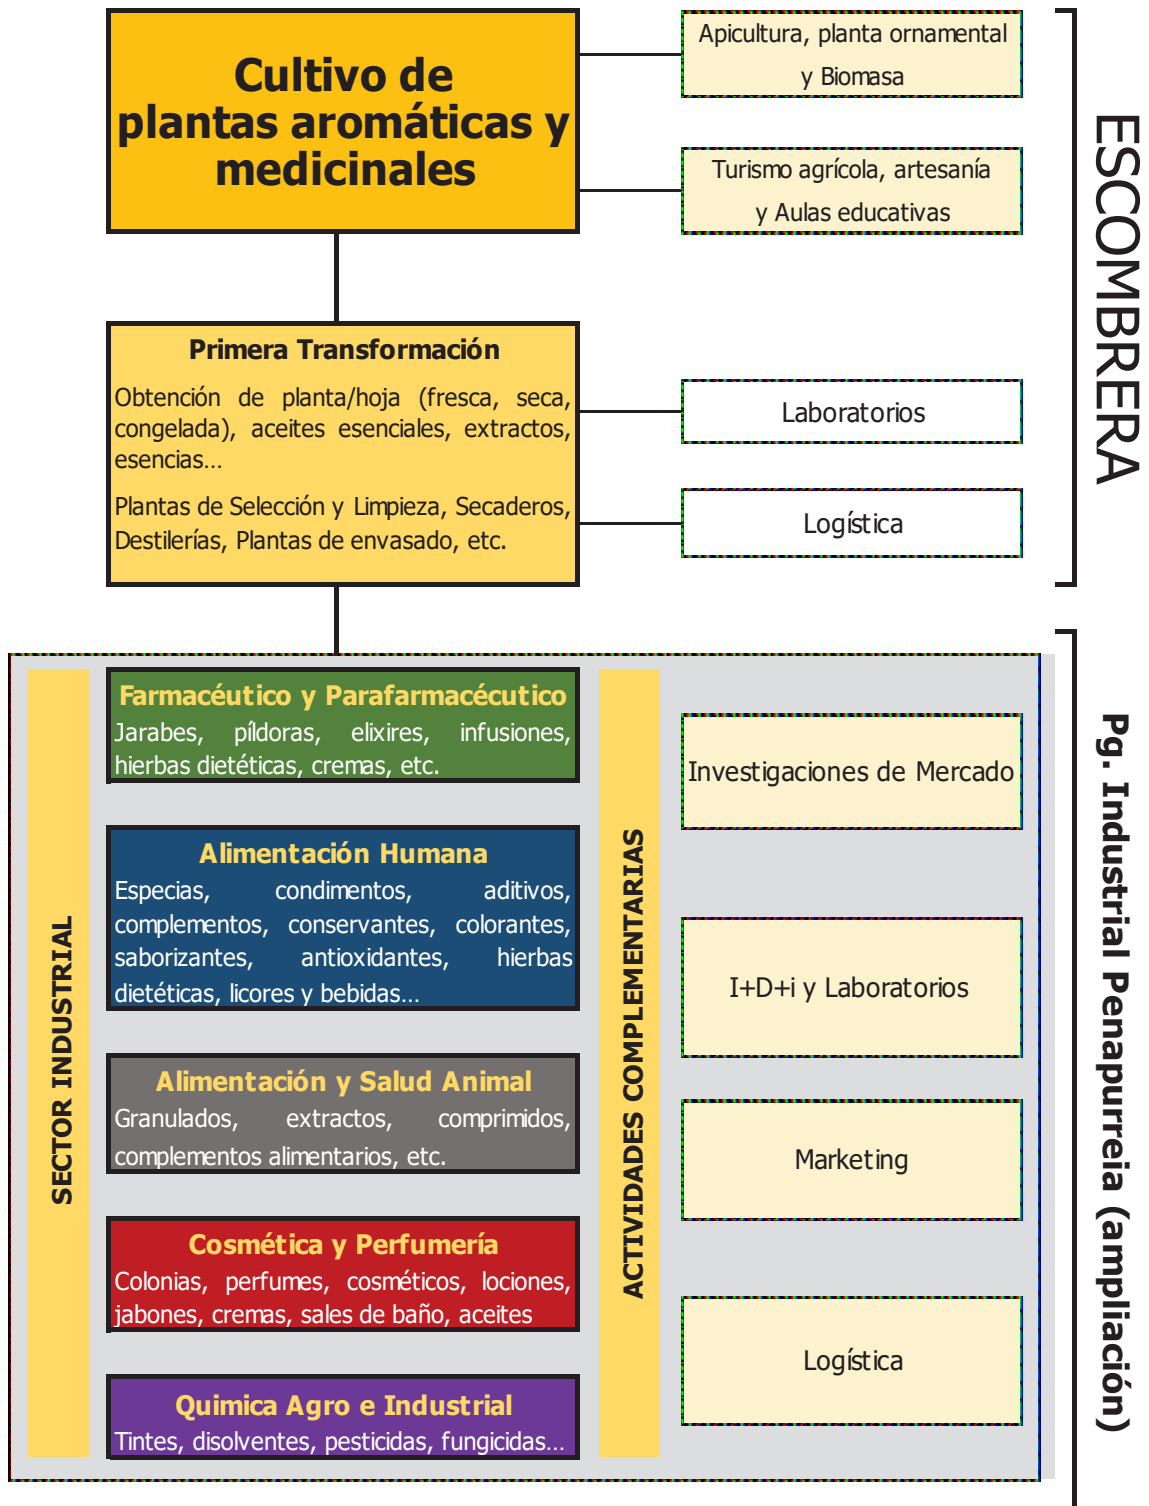 Cultivo de
plantas aromáticas y
medicinales
Apicultura, planta ornamental
y Biomasa
Turismo agrícola, artesanía
y Aulas educativas
Primera Transformación
Obtención de planta/hoja (fresca, seca,
congelada), aceites esenciales, extractos,
esencias...
Plantas de Selección y Limpieza, Secaderos,
Destilerías, Plantas de envasado, etc.
Laboratorios
Logística
ESCOMBRERA
SECTOR INDUSTRIAL
Farmacéutico y Parafarmacécutico
Jarabes, píldoras, elixires, infusiones,
hierbas dietéticas, cremas, etc.
Alimentación Humana
Especias, condimentos, aditivos,
complementos, conservantes, colorantes,
saborizantes, antioxidantes, hierbas
dietéticas, licores y bebidas...
Alimentación y Salud Animal
Granulados, extractos, comprimidos,
complementos alimentarios, etc.
Cosmética y Perfumería
Colonias, perfumes, cosméticos, lociones,
jabones, cremas, sales de baño, aceites
Quimica Agro e Industrial
Tintes, disolventes, pesticidas, fungicidas...
ACTIVIDADES COMPLEMENTARIAS
Investigaciones de Mercado
I+D+i y Laboratorios
Marketing
Logística
Pg. Industrial Penapurreia (ampliación)